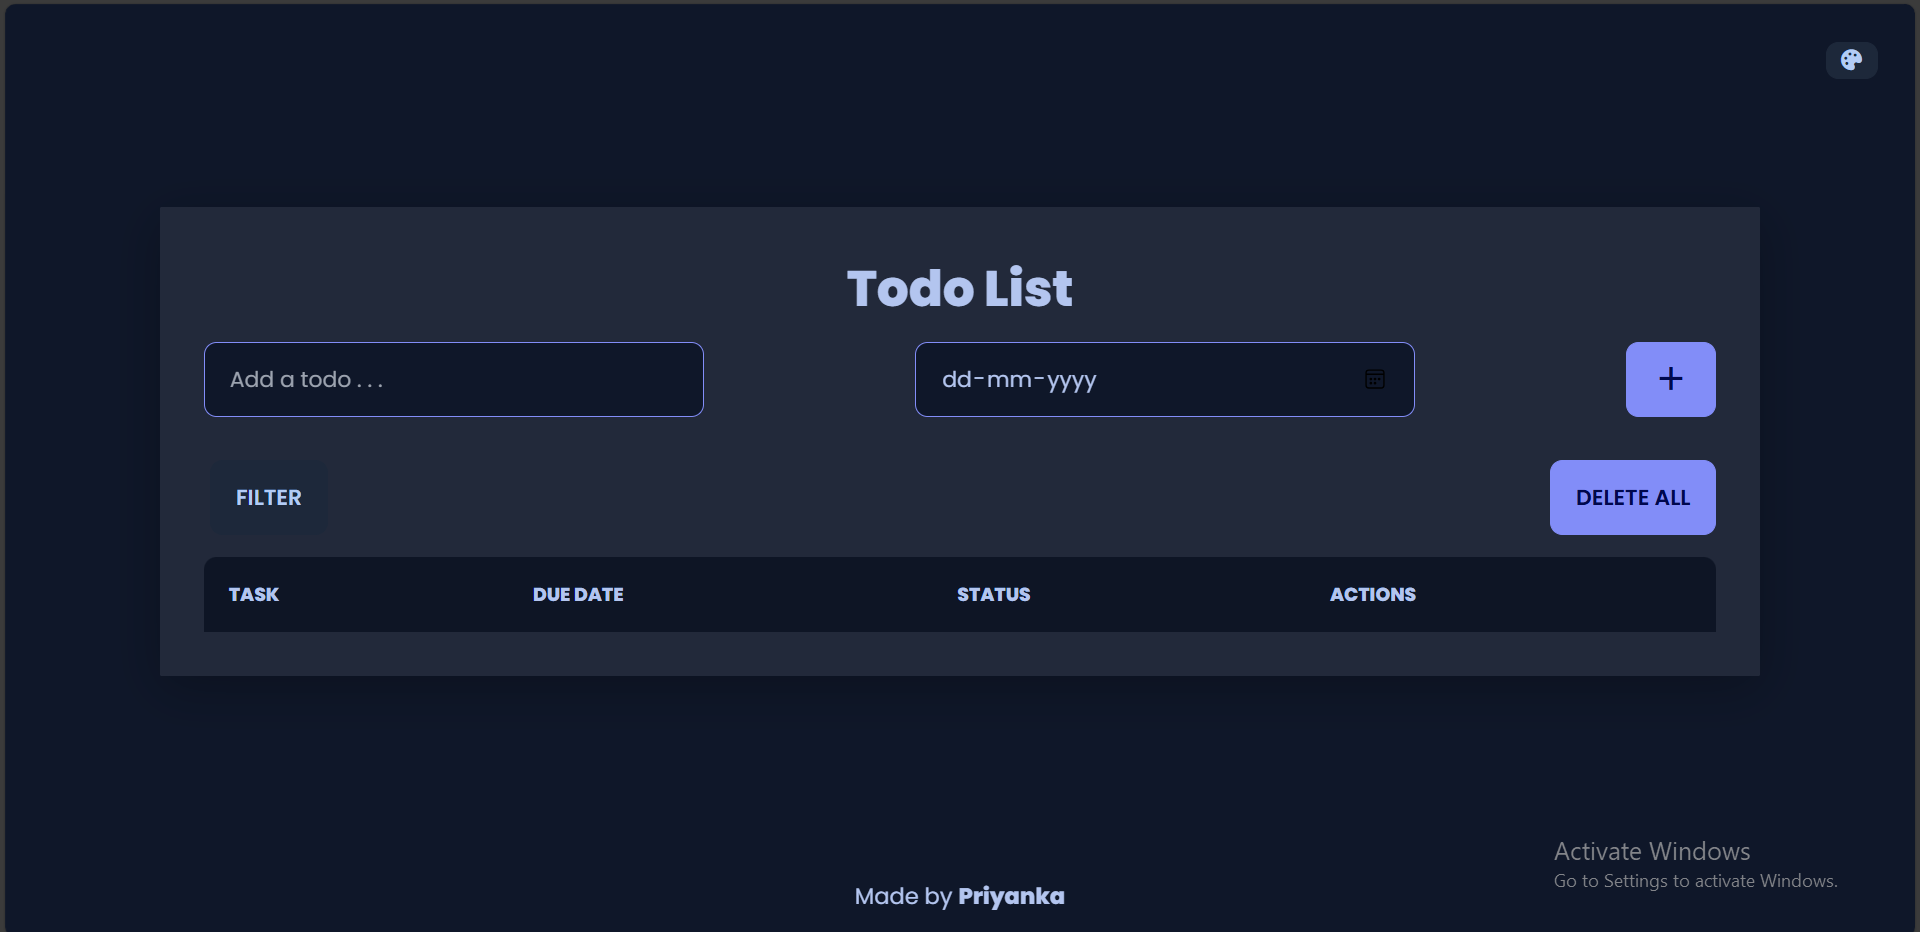 Todo List
Add a todo . . .
dd-mm-yyyy
+
FILTER
DELETE ALL
TASK DUE DATE STATUS ACTIONS
Activate Windows
Go to Settings to activate Windows.
Made by Priyanka